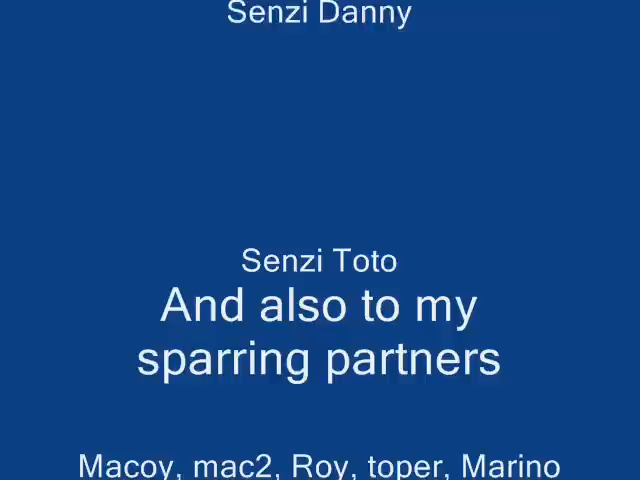 Senzi Danny
Senzi Toto
And also to my
sparring partners
Macoy, mac2, Roy, toper, Marino